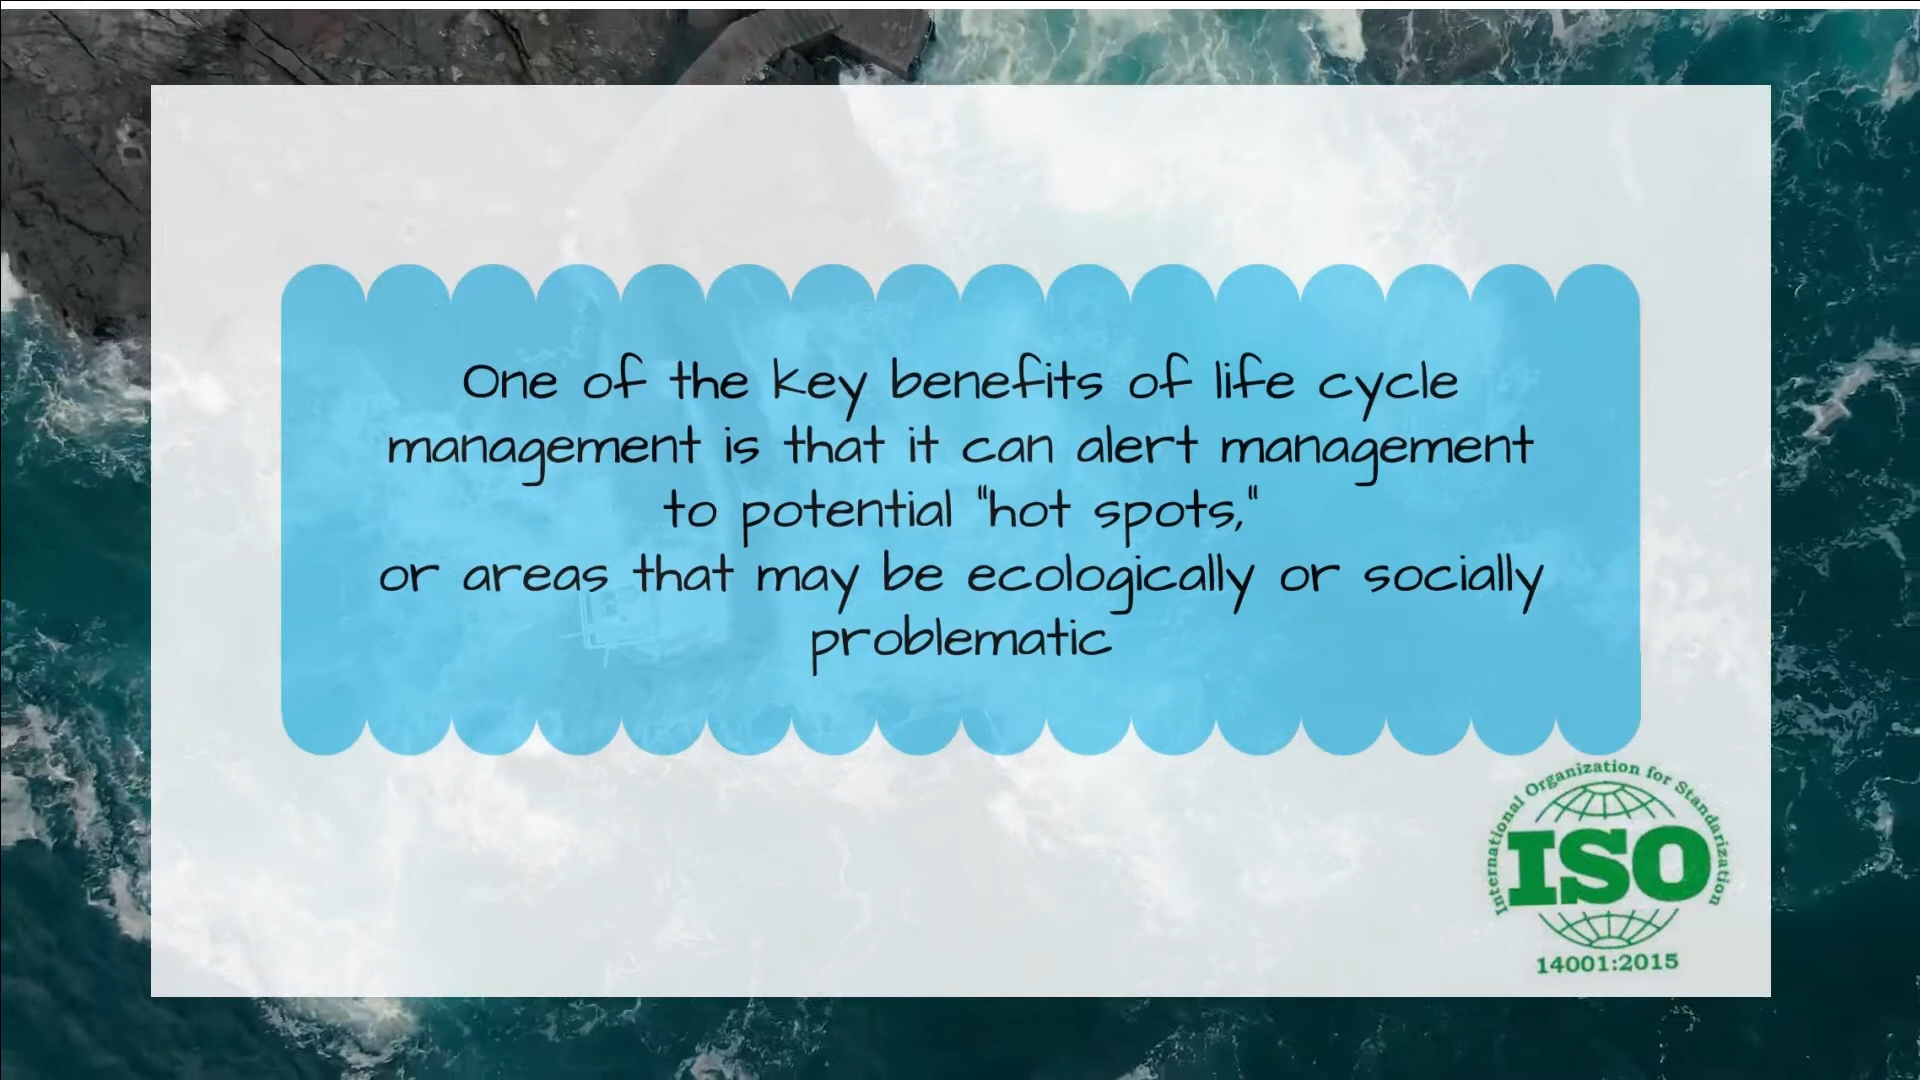 One of the key benefits of life cycle
management is that it can alert management
to potential "hot spots,"
or areas that may be ecologically or socially
problematic
International Organization for Standardization
ISO
14001:2015